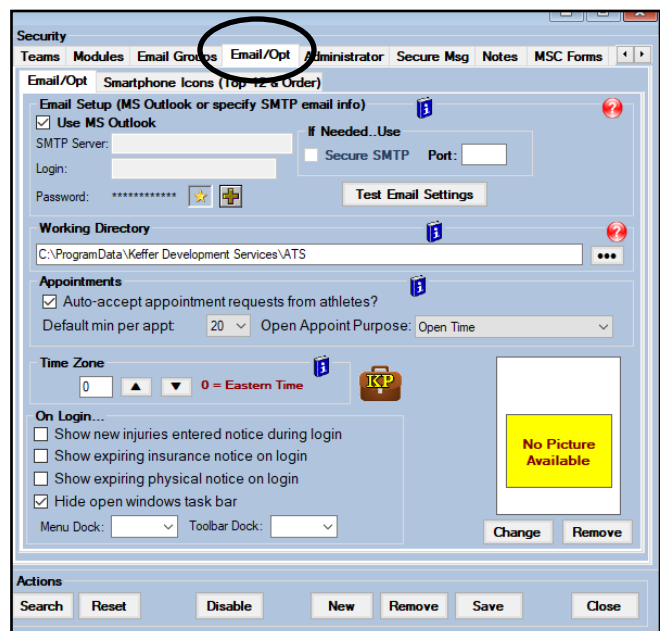 Security
Teams Modules Email Groups Email/Opt Administrator Secure Msg Notes MSC Forms
Email/Opt Smartphone Icons (Top 12 & Order)
Email Setup (MS Outlook or specify SMTP email info)
Use MS Outlook
If Needed..Use
SMTP Server:
Secure SMTP Port:
Login:
Password: ************
Test Email Settings
Working Directory
C:\ProgramData\Keffer Development Services\ATS
•••
Appointments
Auto-accept appointment requests from athletes?
Default min per appt: 20 Open Appoint Purpose: Open Time
Time Zone
0 0 = Eastern Time
KP
On Login...
Show new injuries entered notice during login
Show expiring insurance notice on login
Show expiring physical notice on login
Hide open windows task bar
Menu Dock: Toolbar Dock:
No Picture
Available
Change Remove
Actions
Search Reset Disable New Remove Save Close